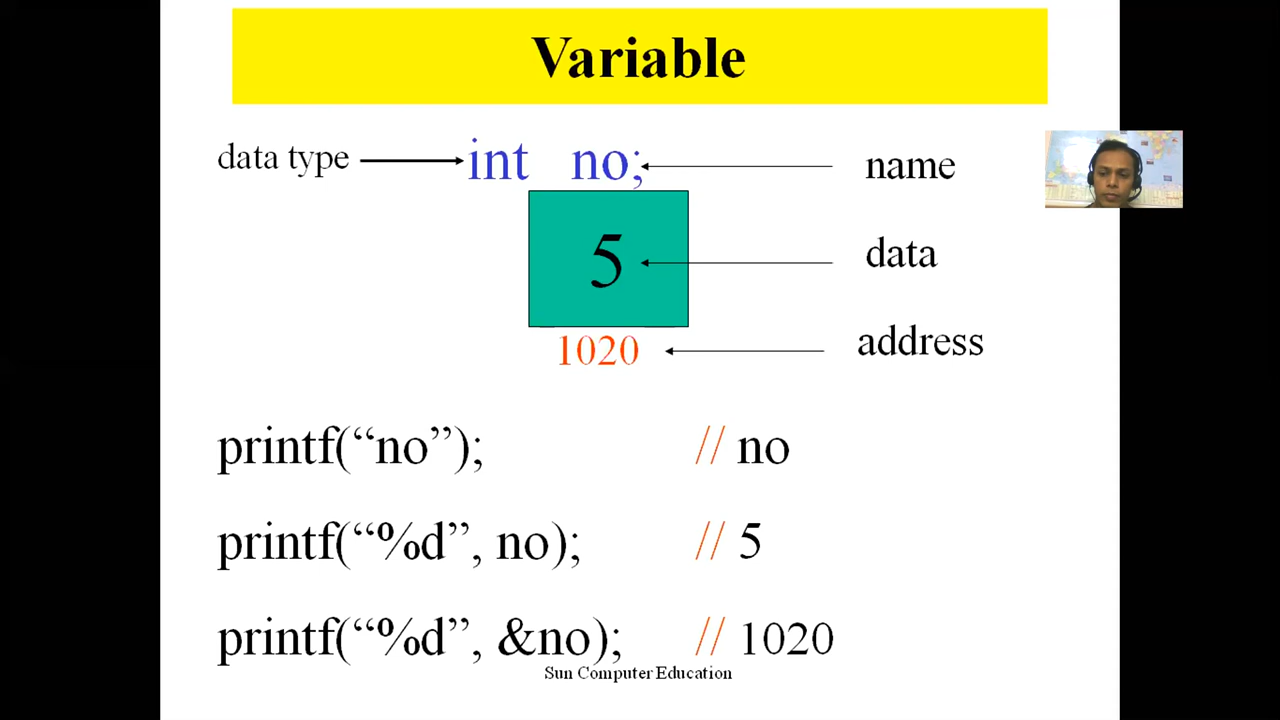 Variable
data type int no; name
5 data
1020 address
printf(“no”); // no
printf(“%d”, no); // 5
printf(“%d”, &no); // 1020
Sun Computer Education